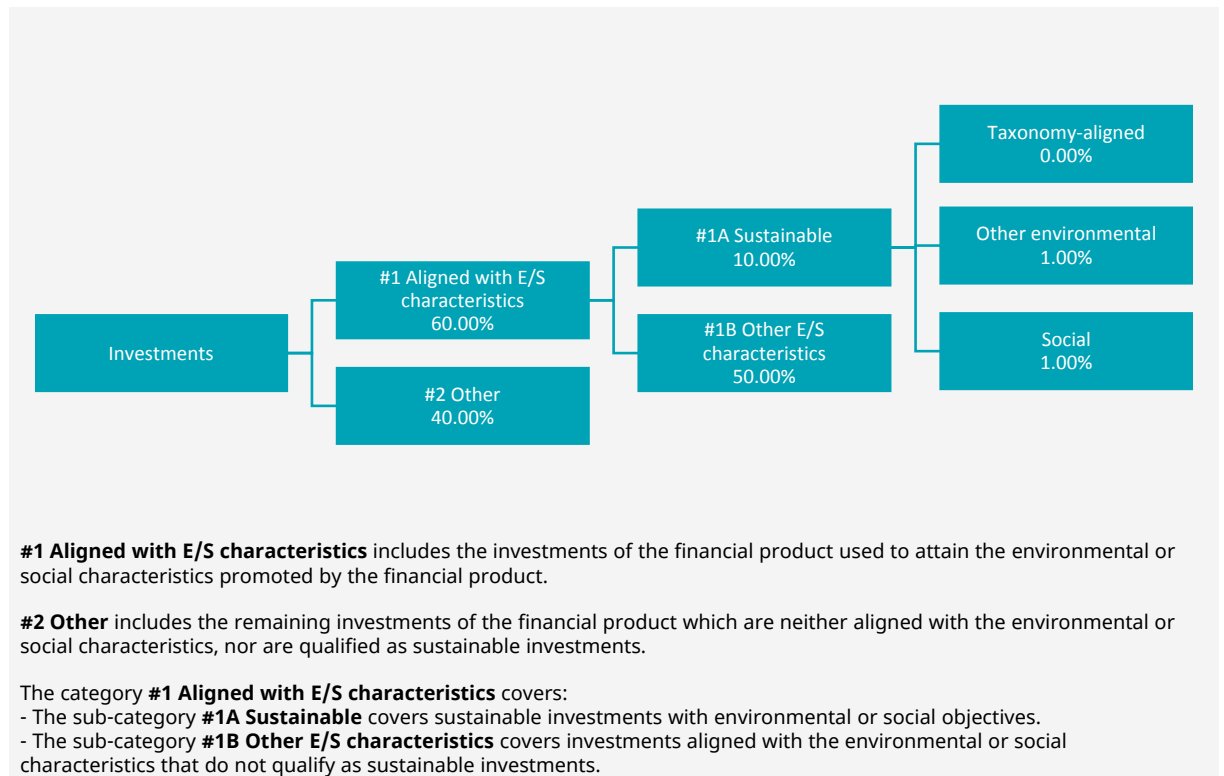 Investments
#1 Aligned with E/S
characteristics
60.00%
#2 Other
40.00%
#1A Sustainable
10.00%
#1B Other E/S
characteristics
50.00%
Taxonomy-aligned
0.00%
Other environmental
1.00%
Social
1.00%
#1 Aligned with E/S characteristics includes the investments of the financial product used to attain the environmental or
social characteristics promoted by the financial product.
#2 Other includes the remaining investments of the financial product which are neither aligned with the environmental or
social characteristics, nor are qualified as sustainable investments.
The category #1 Aligned with E/S characteristics covers:
- The sub-category #1A Sustainable covers sustainable investments with environmental or social objectives.
- The sub-category #1B Other E/S characteristics covers investments aligned with the environmental or social
characteristics that do not qualify as sustainable investments.